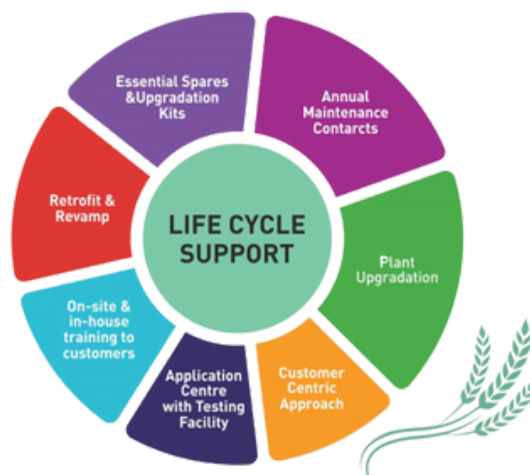 LIFE CYCLE
SUPPORT
Annual
Maintenance
Contarcts
Plant
Upgradation
Customer
Centric
Approach
Application
Centre
with Testing
Facility
On-site &
in-house
training to
customers
Retrofit &
Revamp
Essential Spares
&Upgradation
Kits